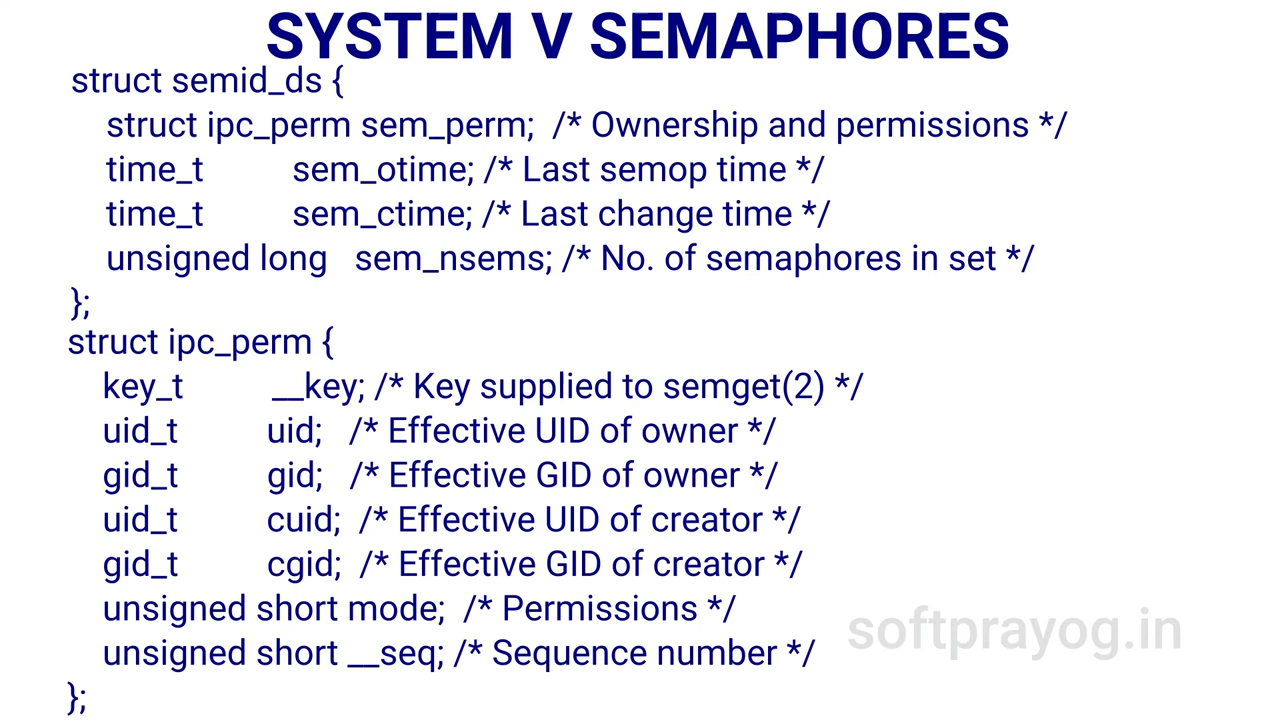 SYSTEM V SEMAPHORES
struct semid_ds {
struct ipc_perm sem_perm; /* Ownership and permissions */
time_t sem_otime; /* Last semop time */
time_t sem_ctime; /* Last change time */
unsigned long sem_nsems; /* No. of semaphores in set */
};
struct ipc_perm {
key_t __key; /* Key supplied to semget(2) */
uid_t uid; /* Effective UID of owner */
gid_t gid; /* Effective GID of owner */
uid_t cuid; /* Effective UID of creator */
gid_t cgid; /* Effective GID of creator */
unsigned short mode; /* Permissions */
unsigned short __seq; /* Sequence number */
};
softprayog.in